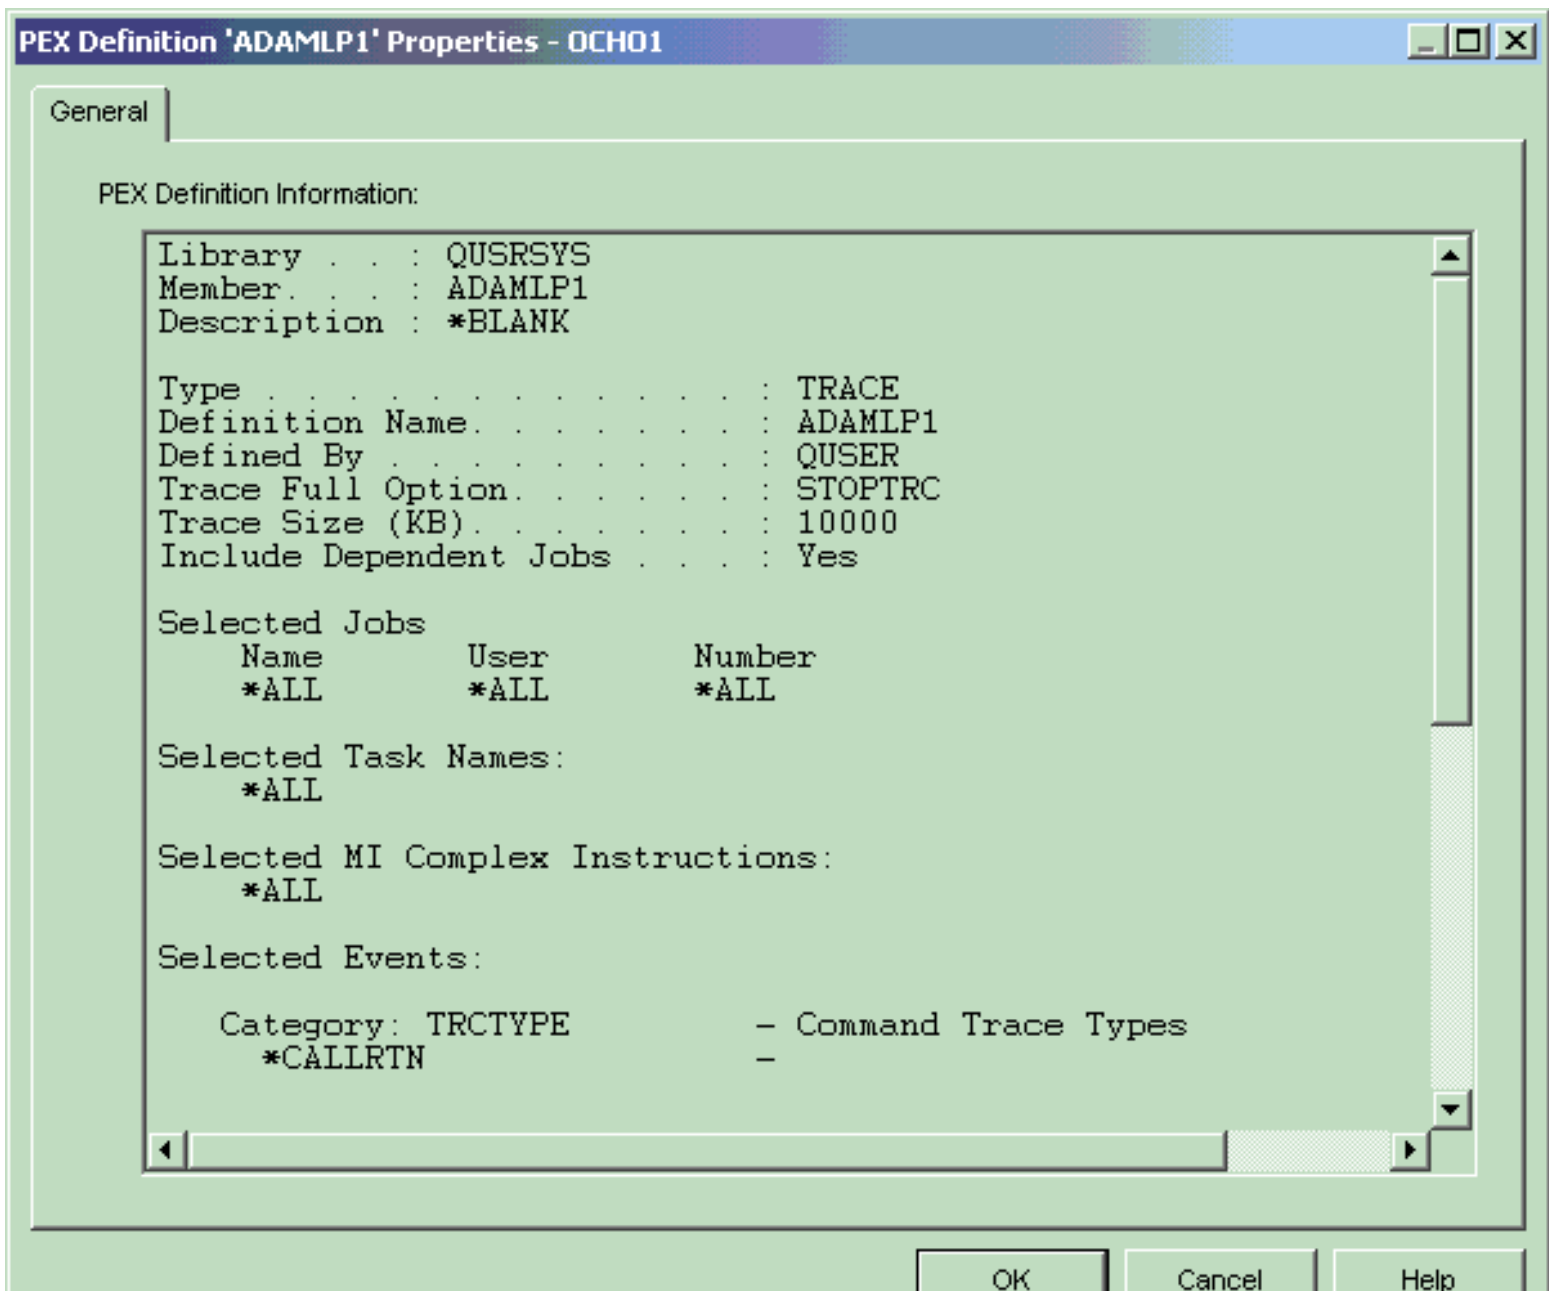 PEX Definition 'ADAMLP1' Properties - OCHO1
General
PEX Definition Information:
Library . . : QUSRSYS
Member. . . : ADAMLP1
Description : *BLANK
Type . . . . . . . . . . . . : TRACE
Definition Name. . . . . . . : ADAMLP1
Defined By . . . . . . . . . : QUSER
Trace Full Option. . . . . . : STOPTRC
Trace Size (KB). . . . . . . : 10000
Include Dependent Jobs . . . : Yes
Selected Jobs
Name User Number
*ALL *ALL *ALL
Selected Task Names:
*ALL
Selected MI Complex Instructions:
*ALL
Selected Events:
Category: TRCTYPE - Command Trace Types
*CALLRTN -
OK Cancel Help